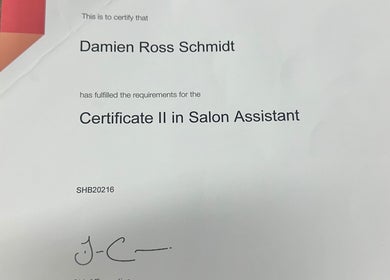 This is to certify that
Damien Ross Schmidt
has fulfilled the requirements for the
Certificate II in Salon Assistant
SHB20216